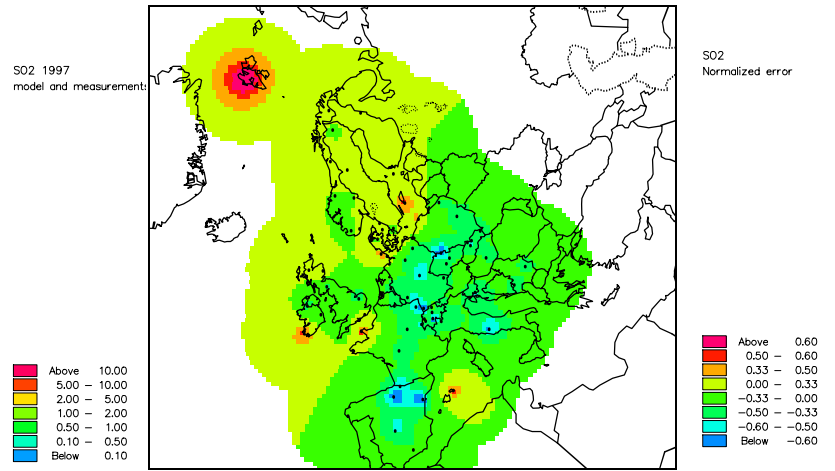 SO2 1997
model and measurements
SO2
Normalized error
Above 10.00
5.00 – 10.00
2.00 – 5.00
1.00 – 2.00
0.50 – 1.00
0.10 – 0.50
Below 0.10
Above 0.60
0.50 – 0.60
0.33 – 0.50
0.00 – 0.33
–0.33 – 0.00
–0.50 – –0.33
–0.60 – –0.50
Below –0.60